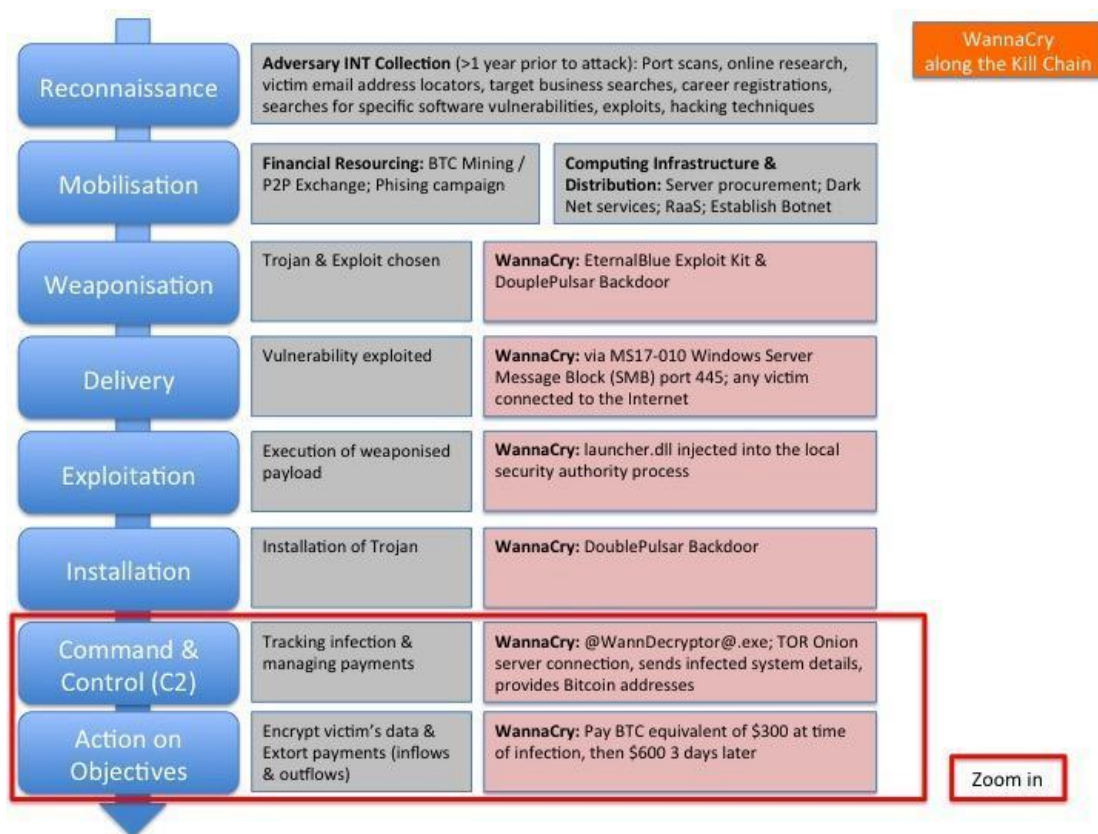 WannaCry
along the Kill Chain
Reconnaissance
Adversary INT Collection (>1 year prior to attack): Port scans, online research,
victim email address locators, target business searches, career registrations,
searches for specific software vulnerabilities, exploits, hacking techniques
Mobilisation
Financial Resourcing: BTC Mining /
P2P Exchange; Phising campaign
Computing Infrastructure &
Distribution: Server procurement; Dark
Net services; RaaS; Establish Botnet
Weaponisation
Trojan & Exploit chosen
WannaCry: EternalBlue Exploit Kit &
DouplePulsar Backdoor
Delivery
Vulnerability exploited
WannaCry: via MS17-010 Windows Server
Message Block (SMB) port 445; any victim
connected to the Internet
Exploitation
Execution of weaponised
payload
WannaCry: launcher.dll injected into the local
security authority process
Installation
Installation of Trojan
WannaCry: DoublePulsar Backdoor
Command &
Control (C2)
Tracking infection &
managing payments
WannaCry: @WannDecryptor@.exe; TOR Onion
server connection, sends infected system details,
provides Bitcoin addresses
Action on
Objectives
Encrypt victim's data &
Extort payments (inflows
& outflows)
WannaCry: Pay BTC equivalent of $300 at time
of infection, then $600 3 days later
Zoom in